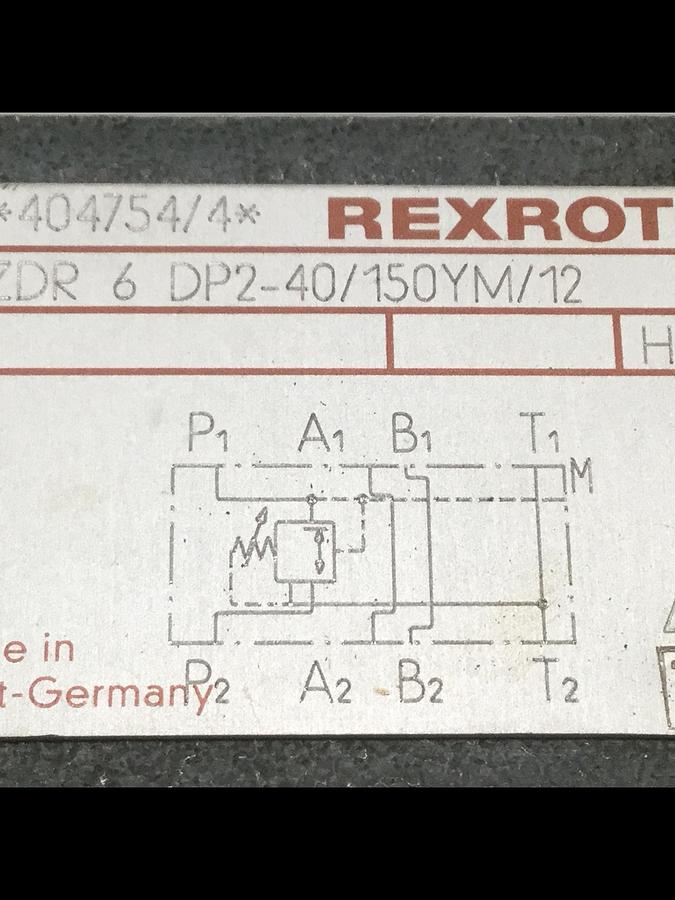 *404754/4* REXROT
ZDR 6 DP2-40/150YM/12
H
P1 A1 B1 T1
M
e in
t-Germany
P2 A2 B2 T2